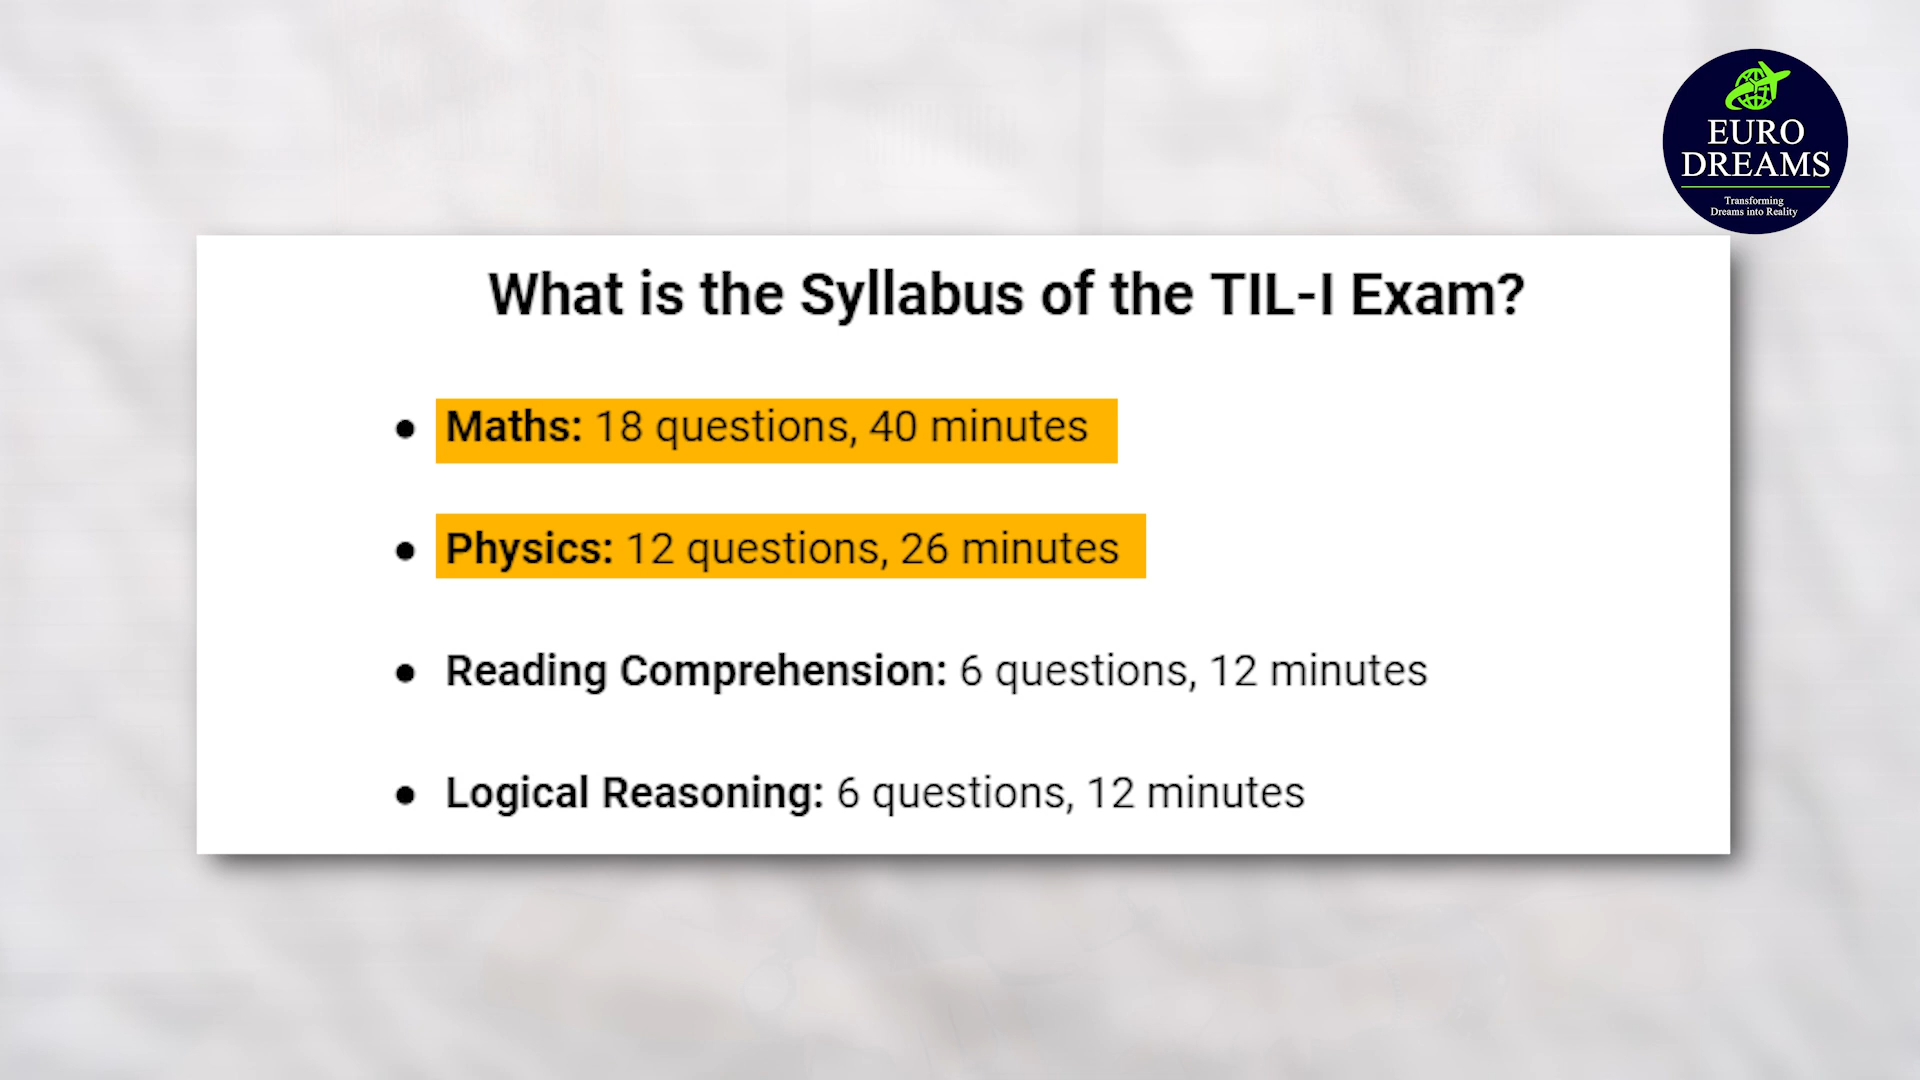 EURO
DREAMS
Transforming
Dreams into Reality
What is the Syllabus of the TIL-I Exam?
● Maths: 18 questions, 40 minutes
● Physics: 12 questions, 26 minutes
● Reading Comprehension: 6 questions, 12 minutes
● Logical Reasoning: 6 questions, 12 minutes